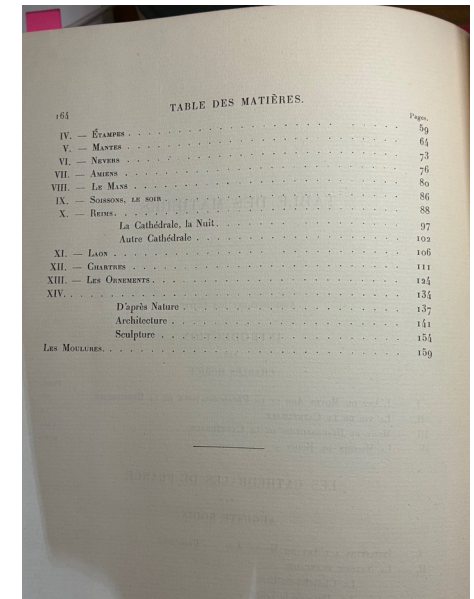 164
TABLE DES MATIÈRES.
Pages.
IV. — Étampes . . . . . . . . . . . . . . . . . . . . 59
V. — Mantes . . . . . . . . . . . . . . . . . . . . 64
VI. — Nevers . . . . . . . . . . . . . . . . . . . . 73
VII. — Amiens . . . . . . . . . . . . . . . . . . . . 76
VIII. — Le Mans . . . . . . . . . . . . . . . . . . . . 80
IX. — Soissons, le soir . . . . . . . . . . . . . . . . . . . . 86
X. — Reims . . . . . . . . . . . . . . . . . . . . 88
La Cathédrale, la Nuit . . . . . . . . . . . . . . . . 97
Autre Cathédrale . . . . . . . . . . . . . . . . 102
XI. — Laon . . . . . . . . . . . . . . . . . . . . 106
XII. — Chartres . . . . . . . . . . . . . . . . . . . . 111
XIII. — Les Ornements . . . . . . . . . . . . . . . . . . . . 124
XIV . . . . . . . . . . . . . . . . . . . . 134
D'après Nature . . . . . . . . . . . . . . . . 137
Architecture . . . . . . . . . . . . . . . . 141
Sculpture . . . . . . . . . . . . . . . . 154
Les Moulures . . . . . . . . . . . . . . . . . . . . 159